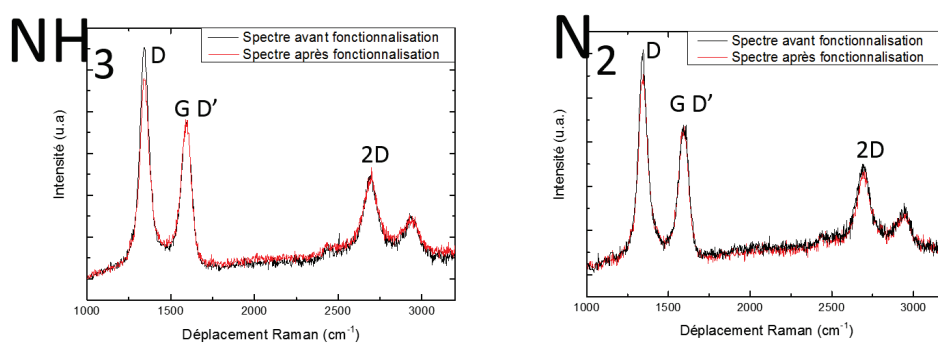 NH3
Spectre avant fonctionnalisation
Spectre après fonctionnalisation
D
G D’
2D
Intensité (u.a)
1000 1500 2000 2500 3000
Déplacement Raman (cm-1)
N2
Spectre avant fonctionnalisation
Spectre après fonctionnalisation
D
G D’
2D
Intensité (u.a.)
1000 1500 2000 2500 3000
Déplacement Raman (cm-1)